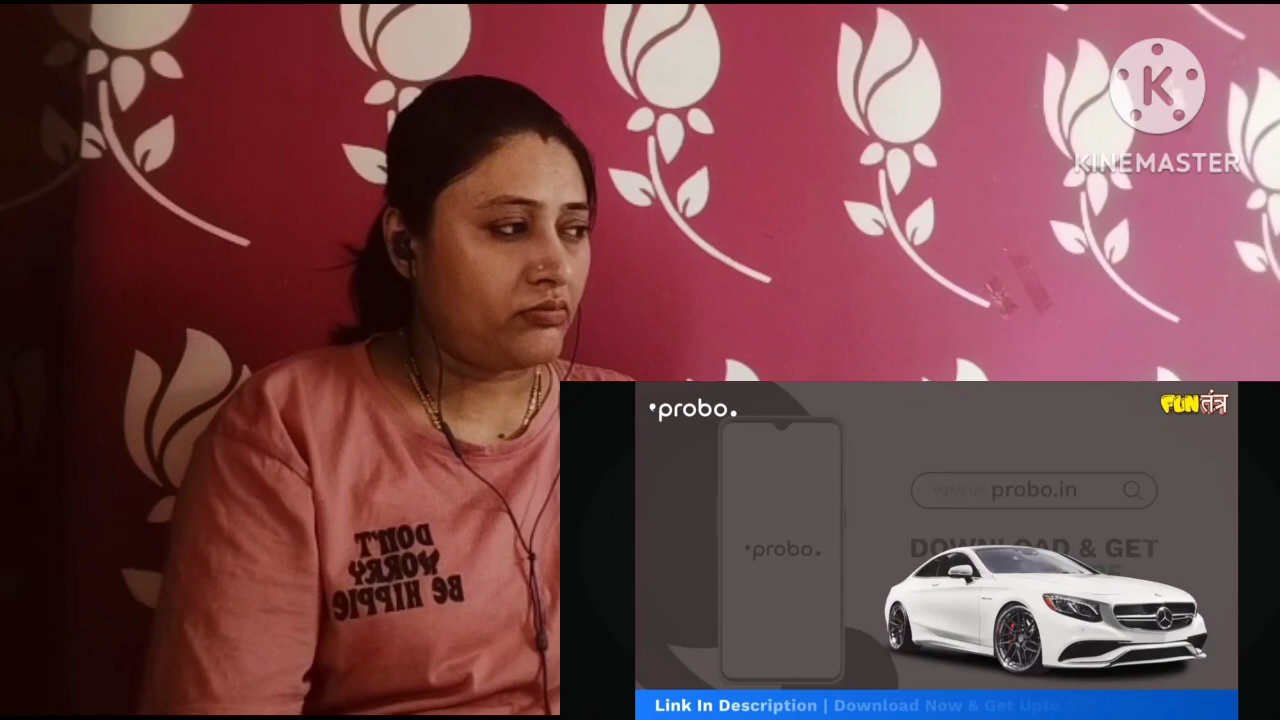 K
KINEMASTER
probo.
FUNतंत्र
www.probo.in
probo.
DOWNLOAD & GET
DON'T
WORRY
BE HIPPIE
Link In Description | Download Now & Get Upto